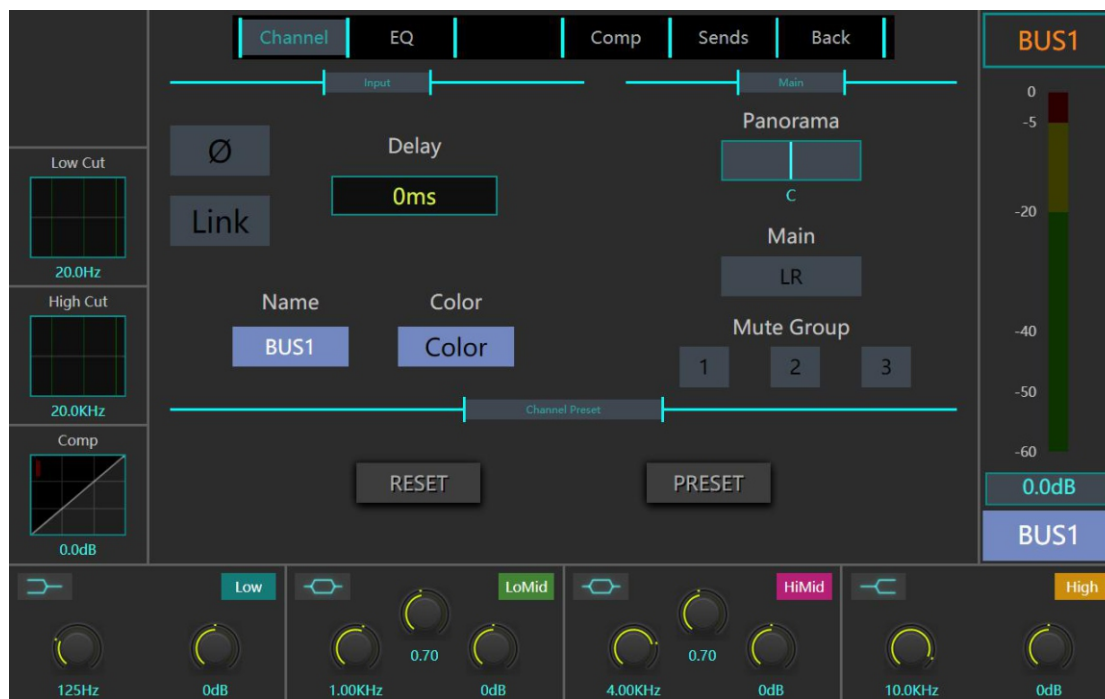 Channel EQ Comp Sends Back
BUS1
Input
Main
Ø
Link
Delay
0ms
Name
BUS1
Color
Color
Panorama
C
Main
LR
Mute Group
1 2 3
Channel Preset
RESET PRESET
Low Cut
20.0Hz
High Cut
20.0KHz
Comp
0.0dB
0
-5
-20
-40
-50
-60
0.0dB
BUS1
Low
125Hz 0dB
LoMid
0.70
1.00KHz 0dB
HiMid
0.70
4.00KHz 0dB
High
10.0KHz 0dB